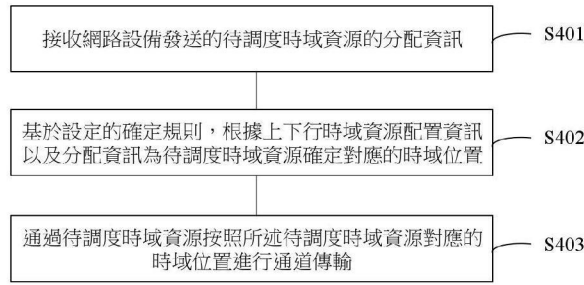 接收網路設備發送的待調度時域資源的分配資訊
S401
基於設定的確定規則，根據上下行時域資源配置資訊
以及分配資訊為待調度時域資源確定對應的時域位置
S402
通過待調度時域資源按照所述待調度時域資源對應的
時域位置進行通道傳輸
S403